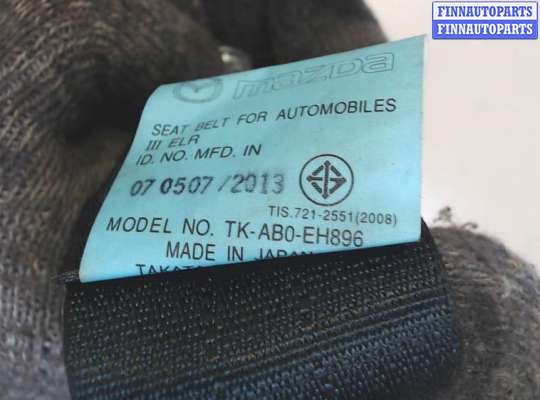 FINNAUTOPARTS
FINNAUTOPARTS
mazda
SEAT BELT FOR AUTOMOBILES
III ELR
ID. NO. MFD. IN
07 0507/2013
TIS.721-2551(2008)
MODEL NO. TK-AB0-EH896
MADE IN JAPAN